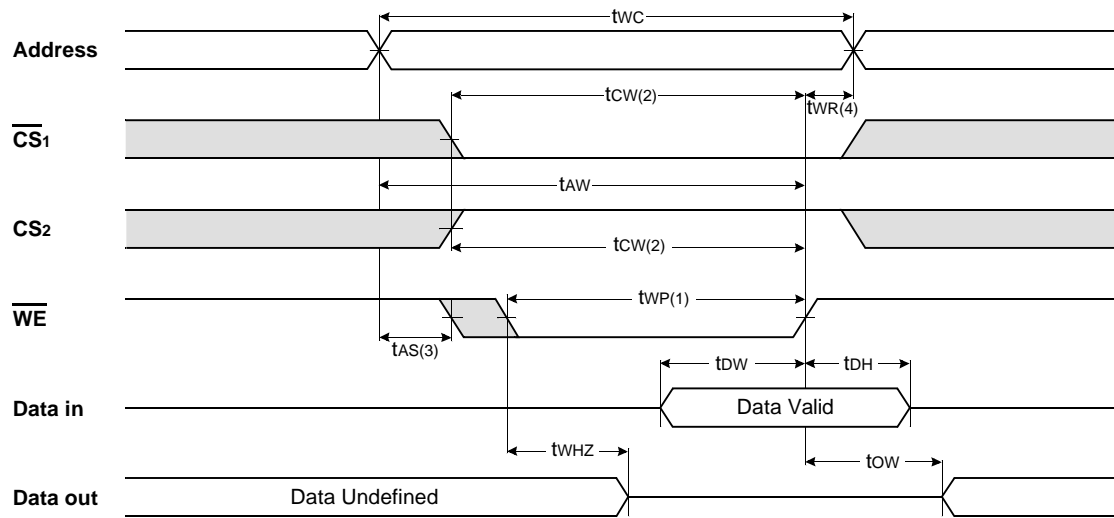 tWC
Address
tCW(2)
tWR(4)
CS1
tAW
CS2
tCW(2)
tWP(1)
WE
tAS(3)
tDW
tDH
Data in
Data Valid
tWHZ
tOW
Data out
Data Undefined